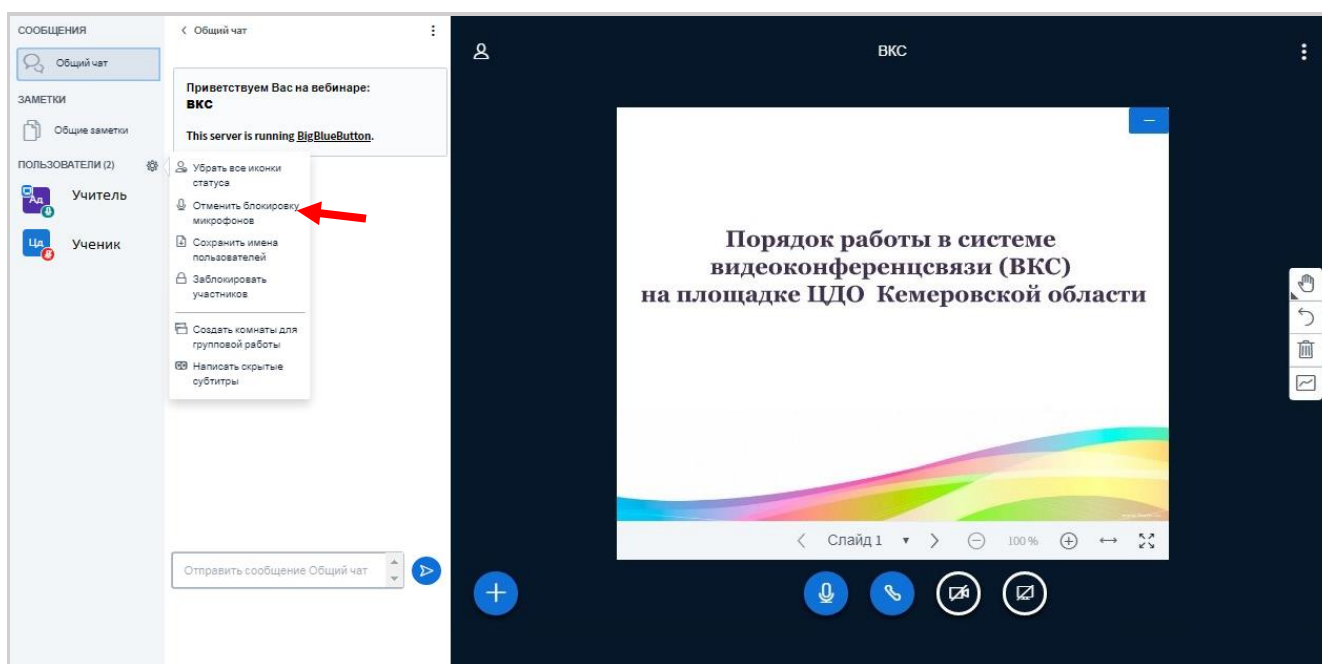 СООБЩЕНИЯ
Общий чат
ЗАМЕТКИ
Общие заметки
ПОЛЬЗОВАТЕЛИ (2)
Ад
Учитель
Цд
Ученик
Общий чат
Приветствуем Вас на вебинаре:
ВКС
This server is running BigBlueButton.
Убрать все иконки
статуса
Отменить блокировку
микрофонов
Сохранить имена
пользователей
Заблокировать
участников
Создать комнаты для
групповой работы
Написать скрытые
субтитры
Отправить сообщение Общий чат
ВКС
Порядок работы в системе
видеоконференцсвязи (ВКС)
на площадке ЦДО Кемеровской области
Слайд 1
100 %